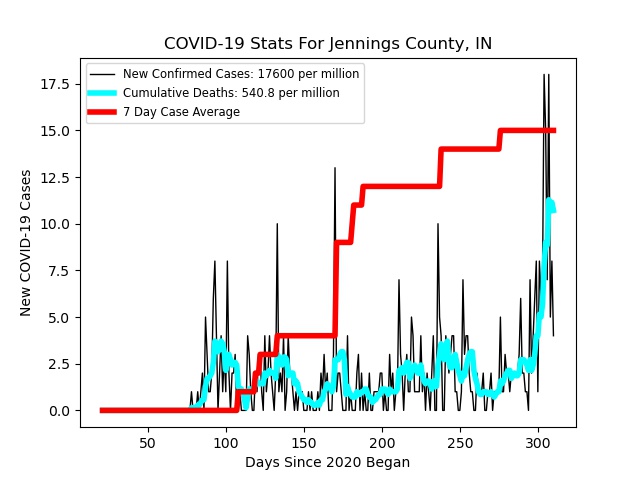 COVID-19 Stats For Jennings County, IN
New Confirmed Cases: 17600 per million
Cumulative Deaths: 540.8 per million
7 Day Case Average
New COVID-19 Cases
17.5
15.0
12.5
10.0
7.5
5.0
2.5
0.0
50 100 150 200 250 300
Days Since 2020 Began